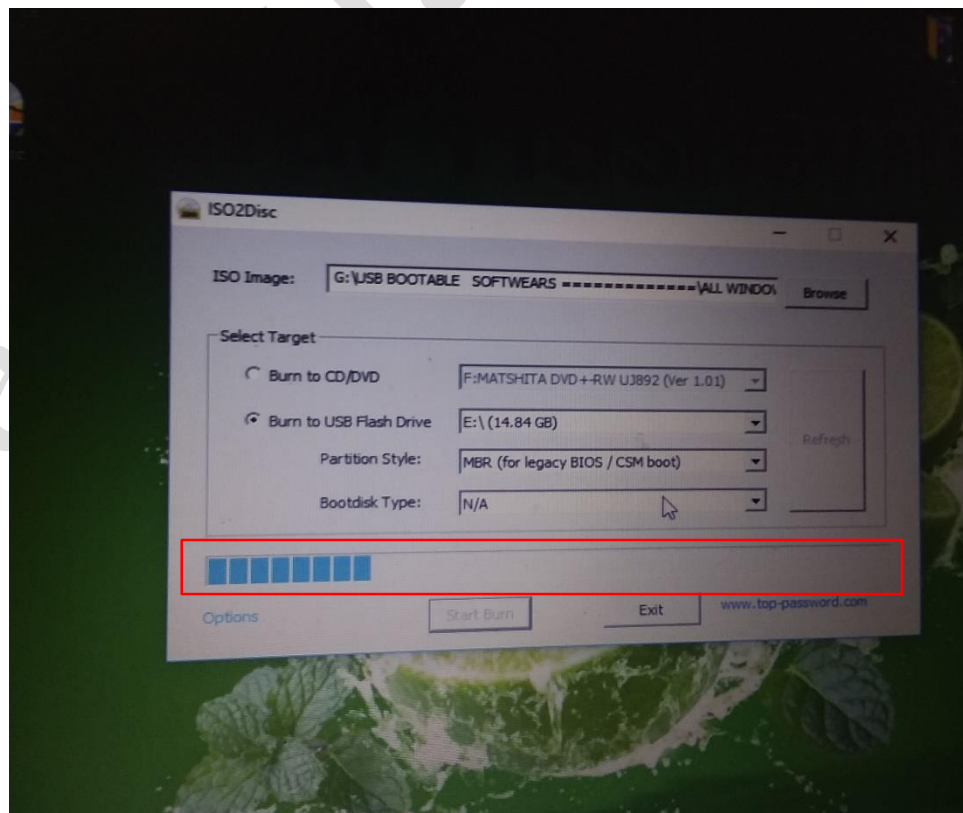 ISO2Disc
ISO Image: G:\USB BOOTABLE SOFTWEARS =============\ALL WINDOW Browse
Select Target
Burn to CD/DVD F:MATSHITA DVD+-RW UJ892 (Ver 1.01)
Burn to USB Flash Drive E:\ (14.84 GB) Refresh
Partition Style: MBR (for legacy BIOS / CSM boot)
Bootdisk Type: N/A
Options Start Burn Exit www.top-password.com